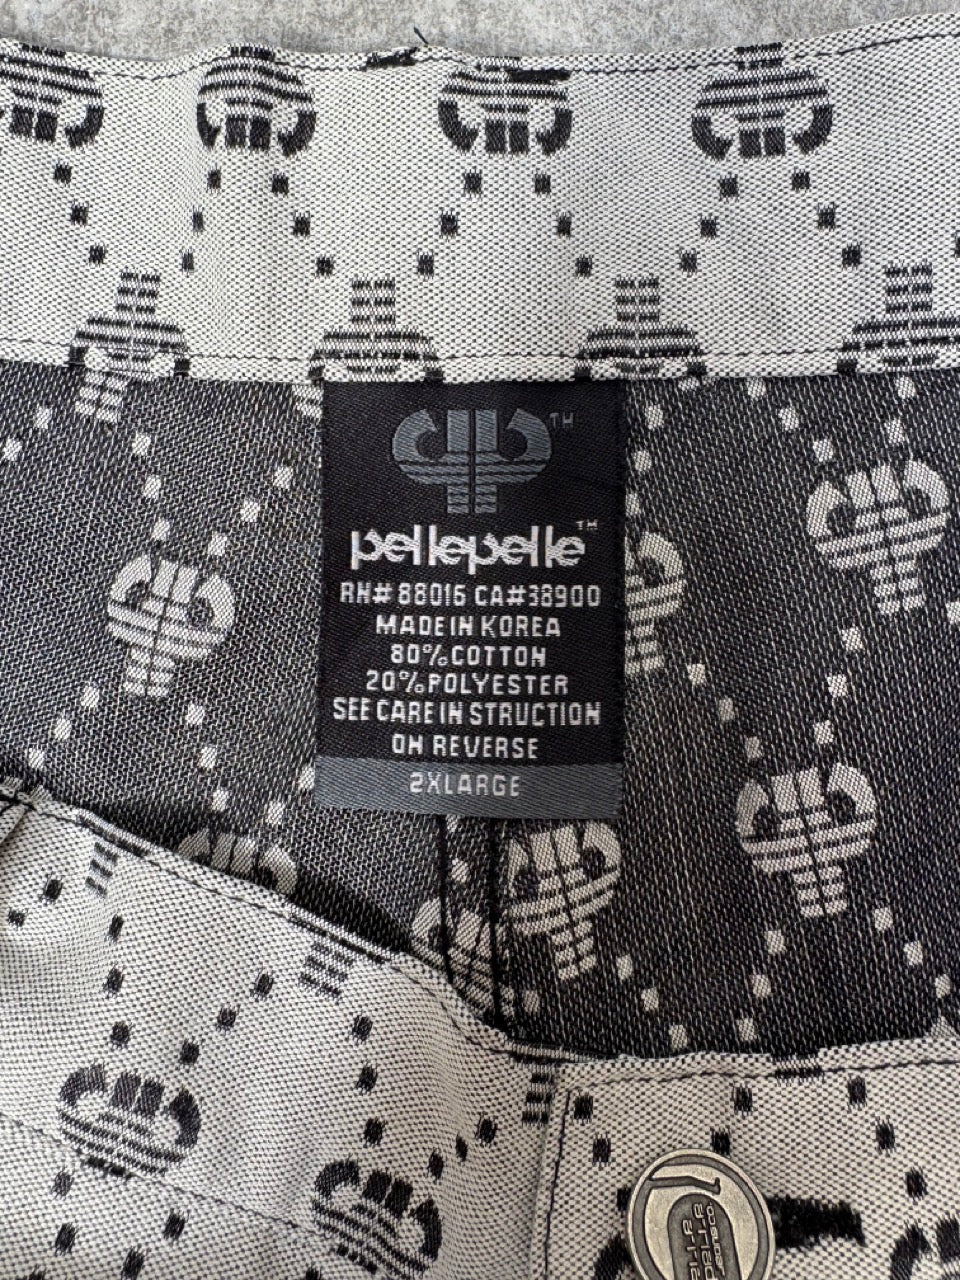 TM
pellepelle™
RN# 88016 CA#38900
MADE IN KOREA
80% COTTON
20% POLYESTER
SEE CARE IN STRUCTION
ON REVERSE
2XLARGE